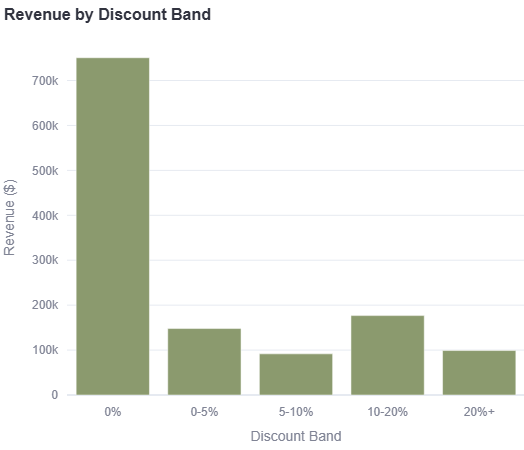 Revenue by Discount Band
Revenue ($)
700k
600k
500k
400k
300k
200k
100k
0
0% 0-5% 5-10% 10-20% 20%+
Discount Band